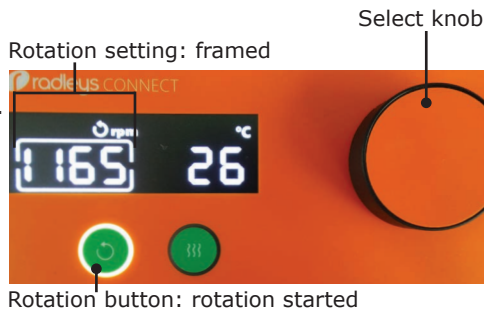 Select knob
Rotation setting: framed
radleys CONNECT
rpm °C
1165 26
Rotation button: rotation started